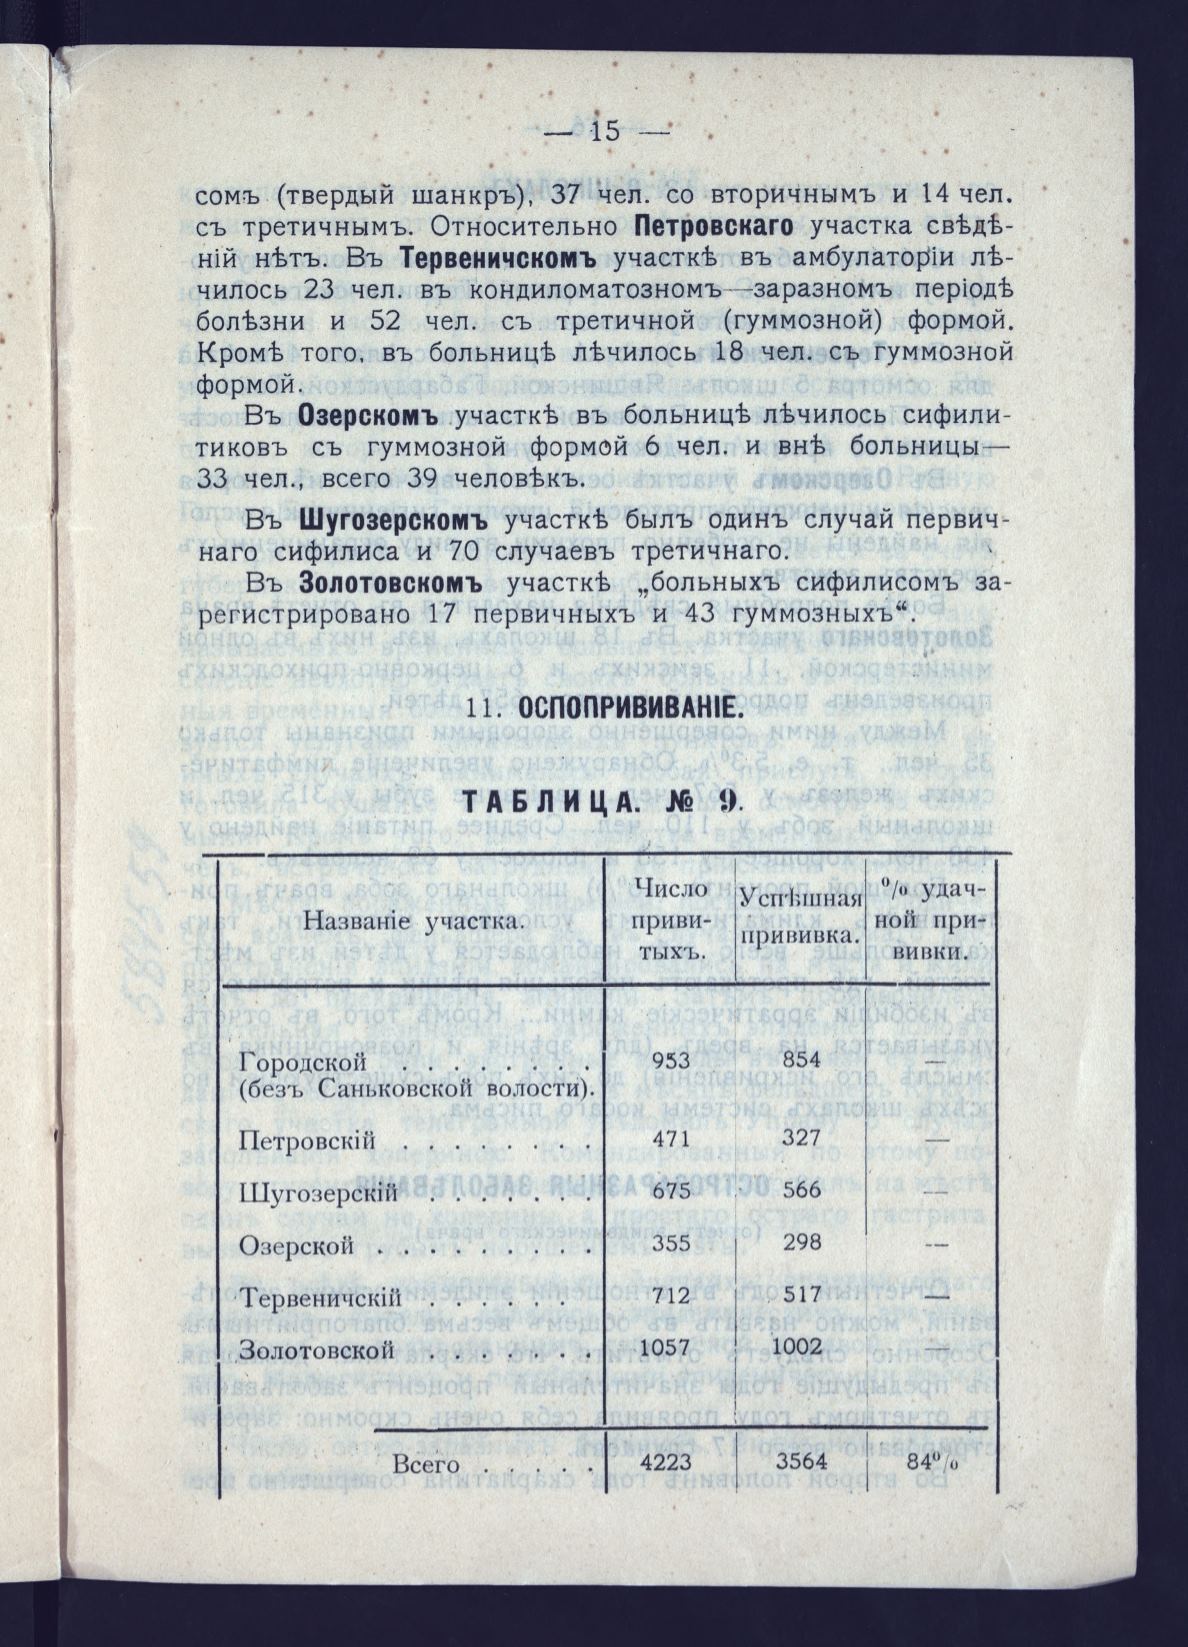 — 15 —
сомъ (твердый шанкръ), 37 чел. со вторичнымъ и 14 чел.
съ третичнымъ. Относительно Петровскаго участка свѣдѣ-
ній нѣтъ. Въ Тервеничскомъ участкѣ въ амбулаторіи лѣ-
чилось 23 чел. въ кондиломатозномъ—заразномъ періодѣ
болѣзни и 52 чел. съ третичной (гуммозной) формой.
Кромѣ того, въ больницѣ лѣчилось 18 чел. съ гуммозной
формой.
Въ Озерскомъ участкѣ въ больницѣ лѣчилось сифили-
тиковъ съ гуммозной формой 6 чел. и внѣ больницы—
33 чел., всего 39 человѣкъ.
Въ Шугозерскомъ участкѣ былъ одинъ случай первич-
наго сифилиса и 70 случаевъ третичнаго.
Въ Золотовскомъ участкѣ „больныхъ сифилисомъ за-
регистрировано 17 первичныхъ и 43 гуммозныхъ“.
11. ОСПОПРИВИВАНІЕ.
ТАБЛИЦА. № 9.
Названіе участка. Число приви-тыхъ. Успѣшная прививка. % удач-ной при-вивки.
Городской . . . . . . . . 953 854 —
(безъ Саньковской волости).
Петровскій . . . . . . . . 471 327 —
Шугозерскій . . . . . . 675 566 —
Озерской . . . . . . . . . 355 298 —
Тервеничскій . . . . . . 712 517 —
Золотовской . . . . . . . 1057 1002 —
Всего . . . . . 4223 3564 84%